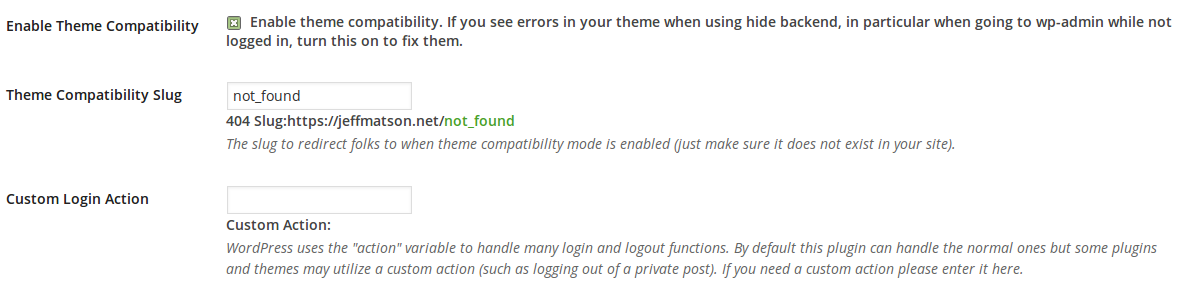 Enable Theme Compatibility
Enable theme compatibility. If you see errors in your theme when using hide backend, in particular when going to wp-admin while not
logged in, turn this on to fix them.
Theme Compatibility Slug
not_found
404 Slug:https://jeffmatson.net/not_found
The slug to redirect folks to when theme compatibility mode is enabled (just make sure it does not exist in your site).
Custom Login Action
Custom Action:
WordPress uses the "action" variable to handle many login and logout functions. By default this plugin can handle the normal ones but some plugins
and themes may utilize a custom action (such as logging out of a private post). If you need a custom action please enter it here.